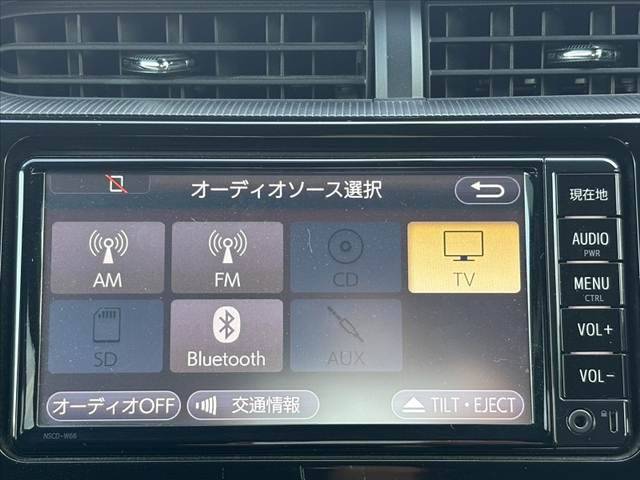 オーディオソース選択
現在地
AM
FM
CD
TV
AUDIO
PWR
MENU
CTRL
SD
Bluetooth
AUX
VOL+
VOL-
オーディオOFF
交通情報
TILT・EJECT
NSCD-W66